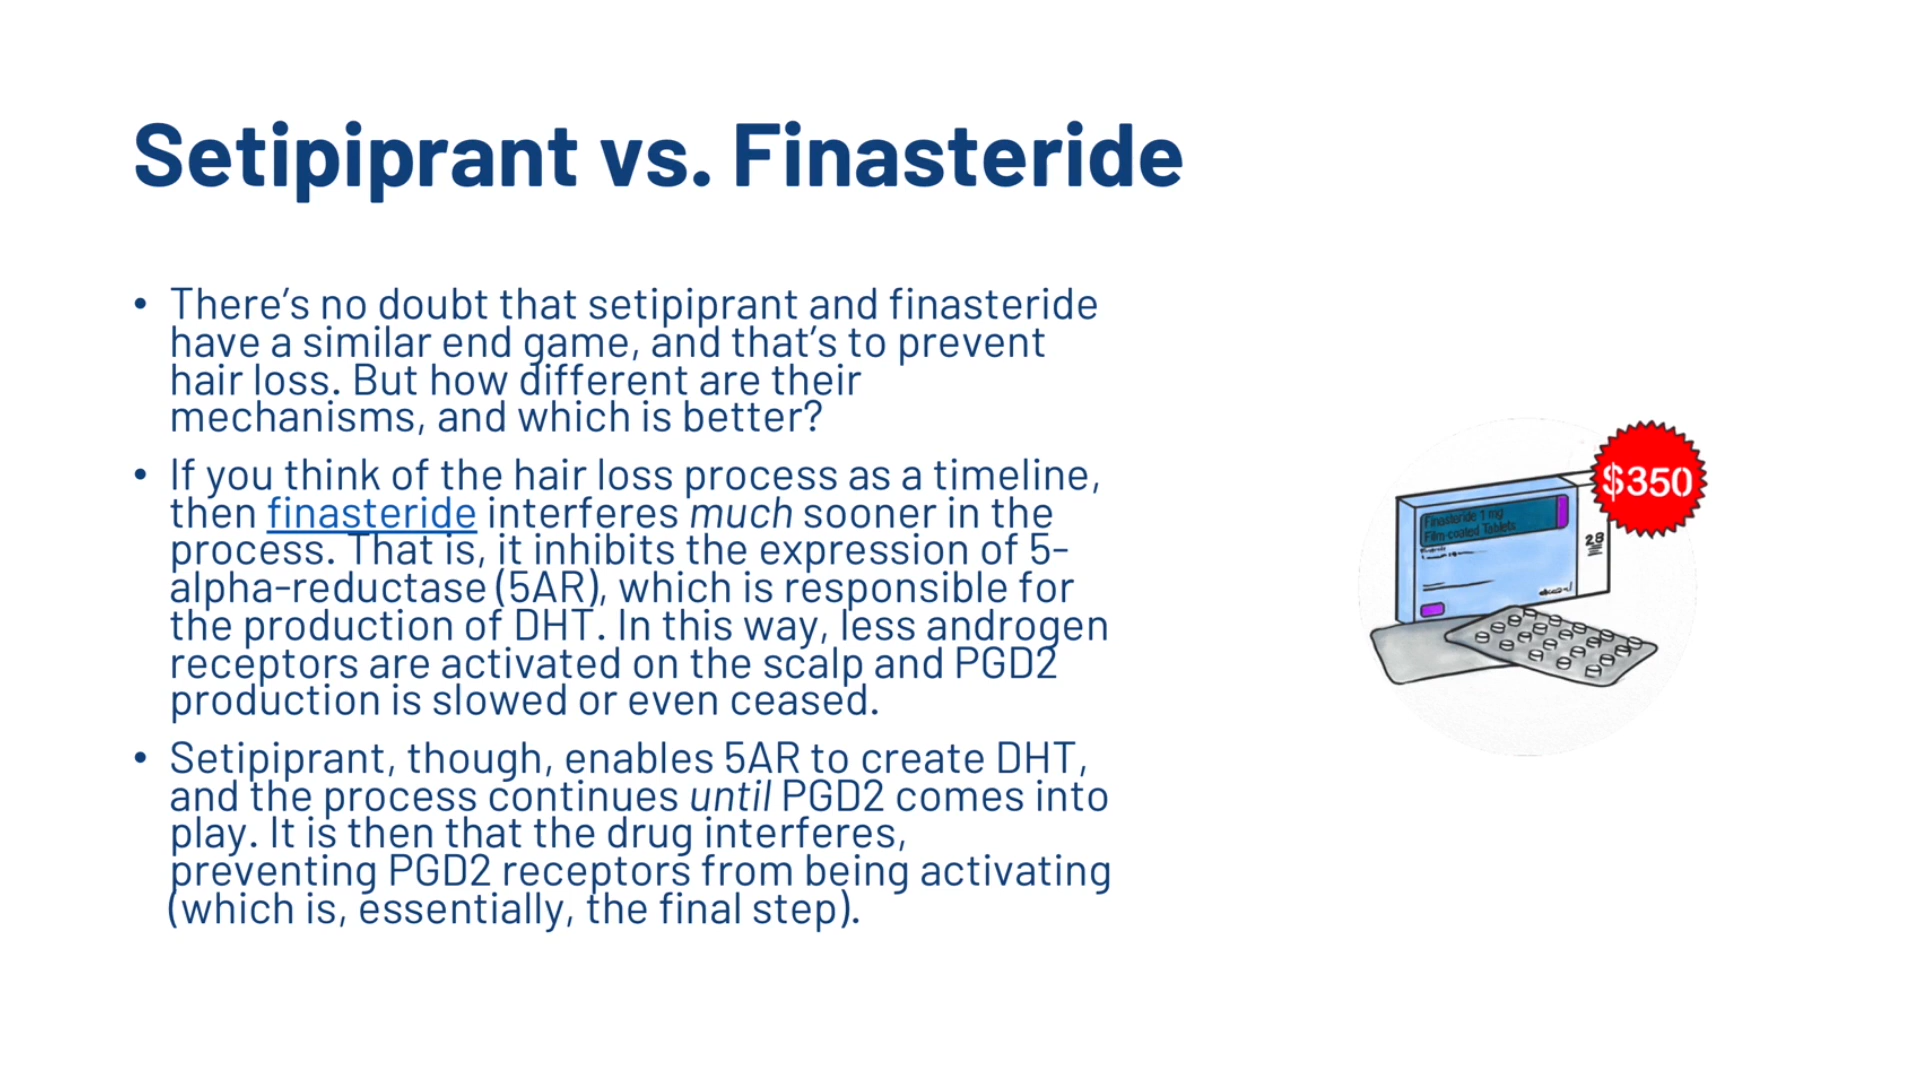 Setipiprant vs. Finasteride
• There’s no doubt that setipiprant and finasteride
have a similar end game, and that’s to prevent
hair loss. But how different are their
mechanisms, and which is better?
• If you think of the hair loss process as a timeline,
then finasteride interferes much sooner in the
process. That is, it inhibits the expression of 5-
alpha-reductase (5AR), which is responsible for
the production of DHT. In this way, less androgen
receptors are activated on the scalp and PGD2
production is slowed or even ceased.
• Setipiprant, though, enables 5AR to create DHT,
and the process continues until PGD2 comes into
play. It is then that the drug interferes,
preventing PGD2 receptors from being activating
(which is, essentially, the final step).
$350
Finasteride 1 mg
Film-coated Tablets
28